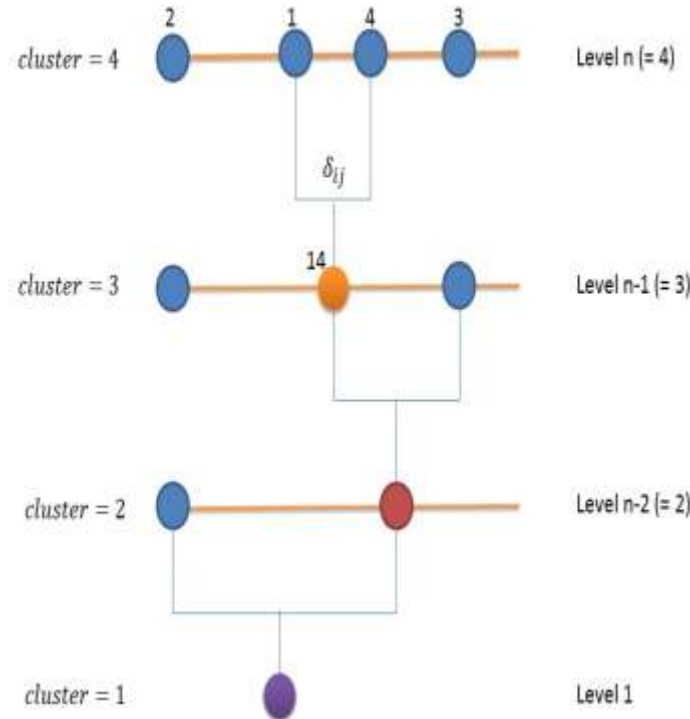 2 1 4 3
cluster = 4 Level n (= 4)
δij
14
cluster = 3 Level n-1 (= 3)
cluster = 2 Level n-2 (= 2)
cluster = 1 Level 1